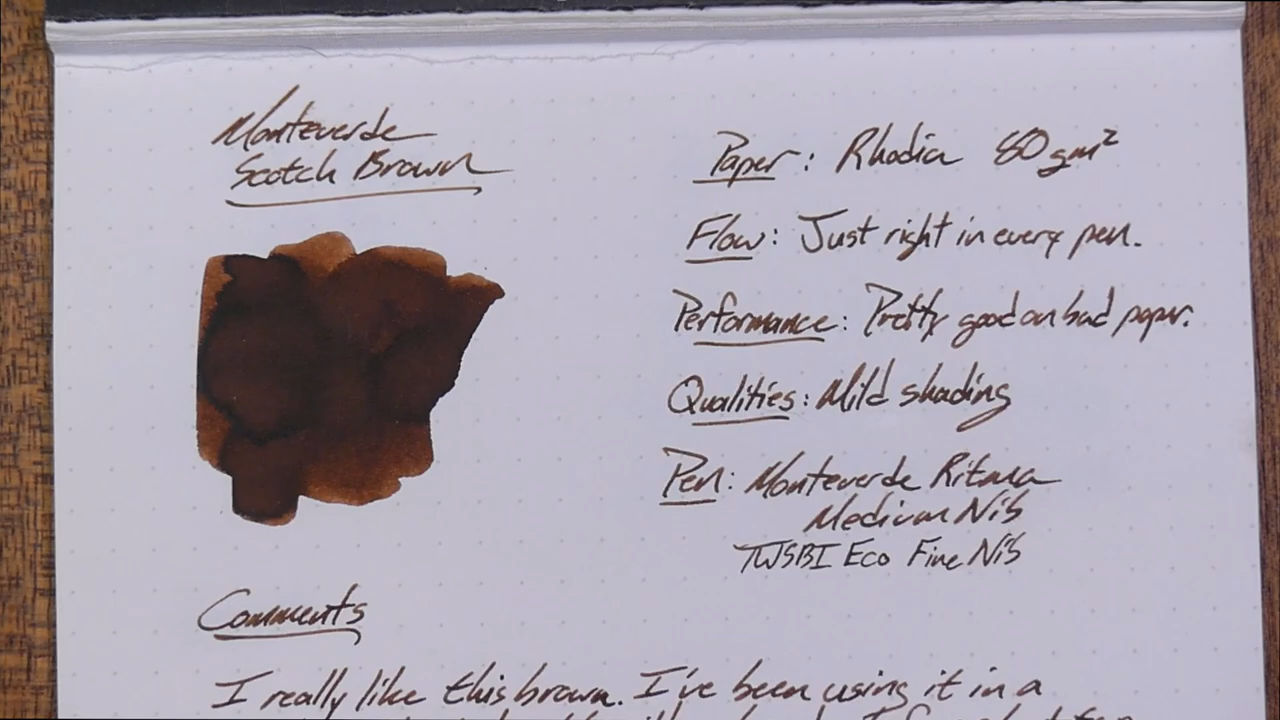 Monteverde
Scotch Brown
Paper: Rhodia 80 gm²
Flow: Just right in every pen.
Performance: Pretty good on bad paper.
Qualities: Mild shading
Pen: Monteverde Ritma
Medium Nib
TWSBI Eco Fine Nib
Comments
I really like this brown. I've been using it in a